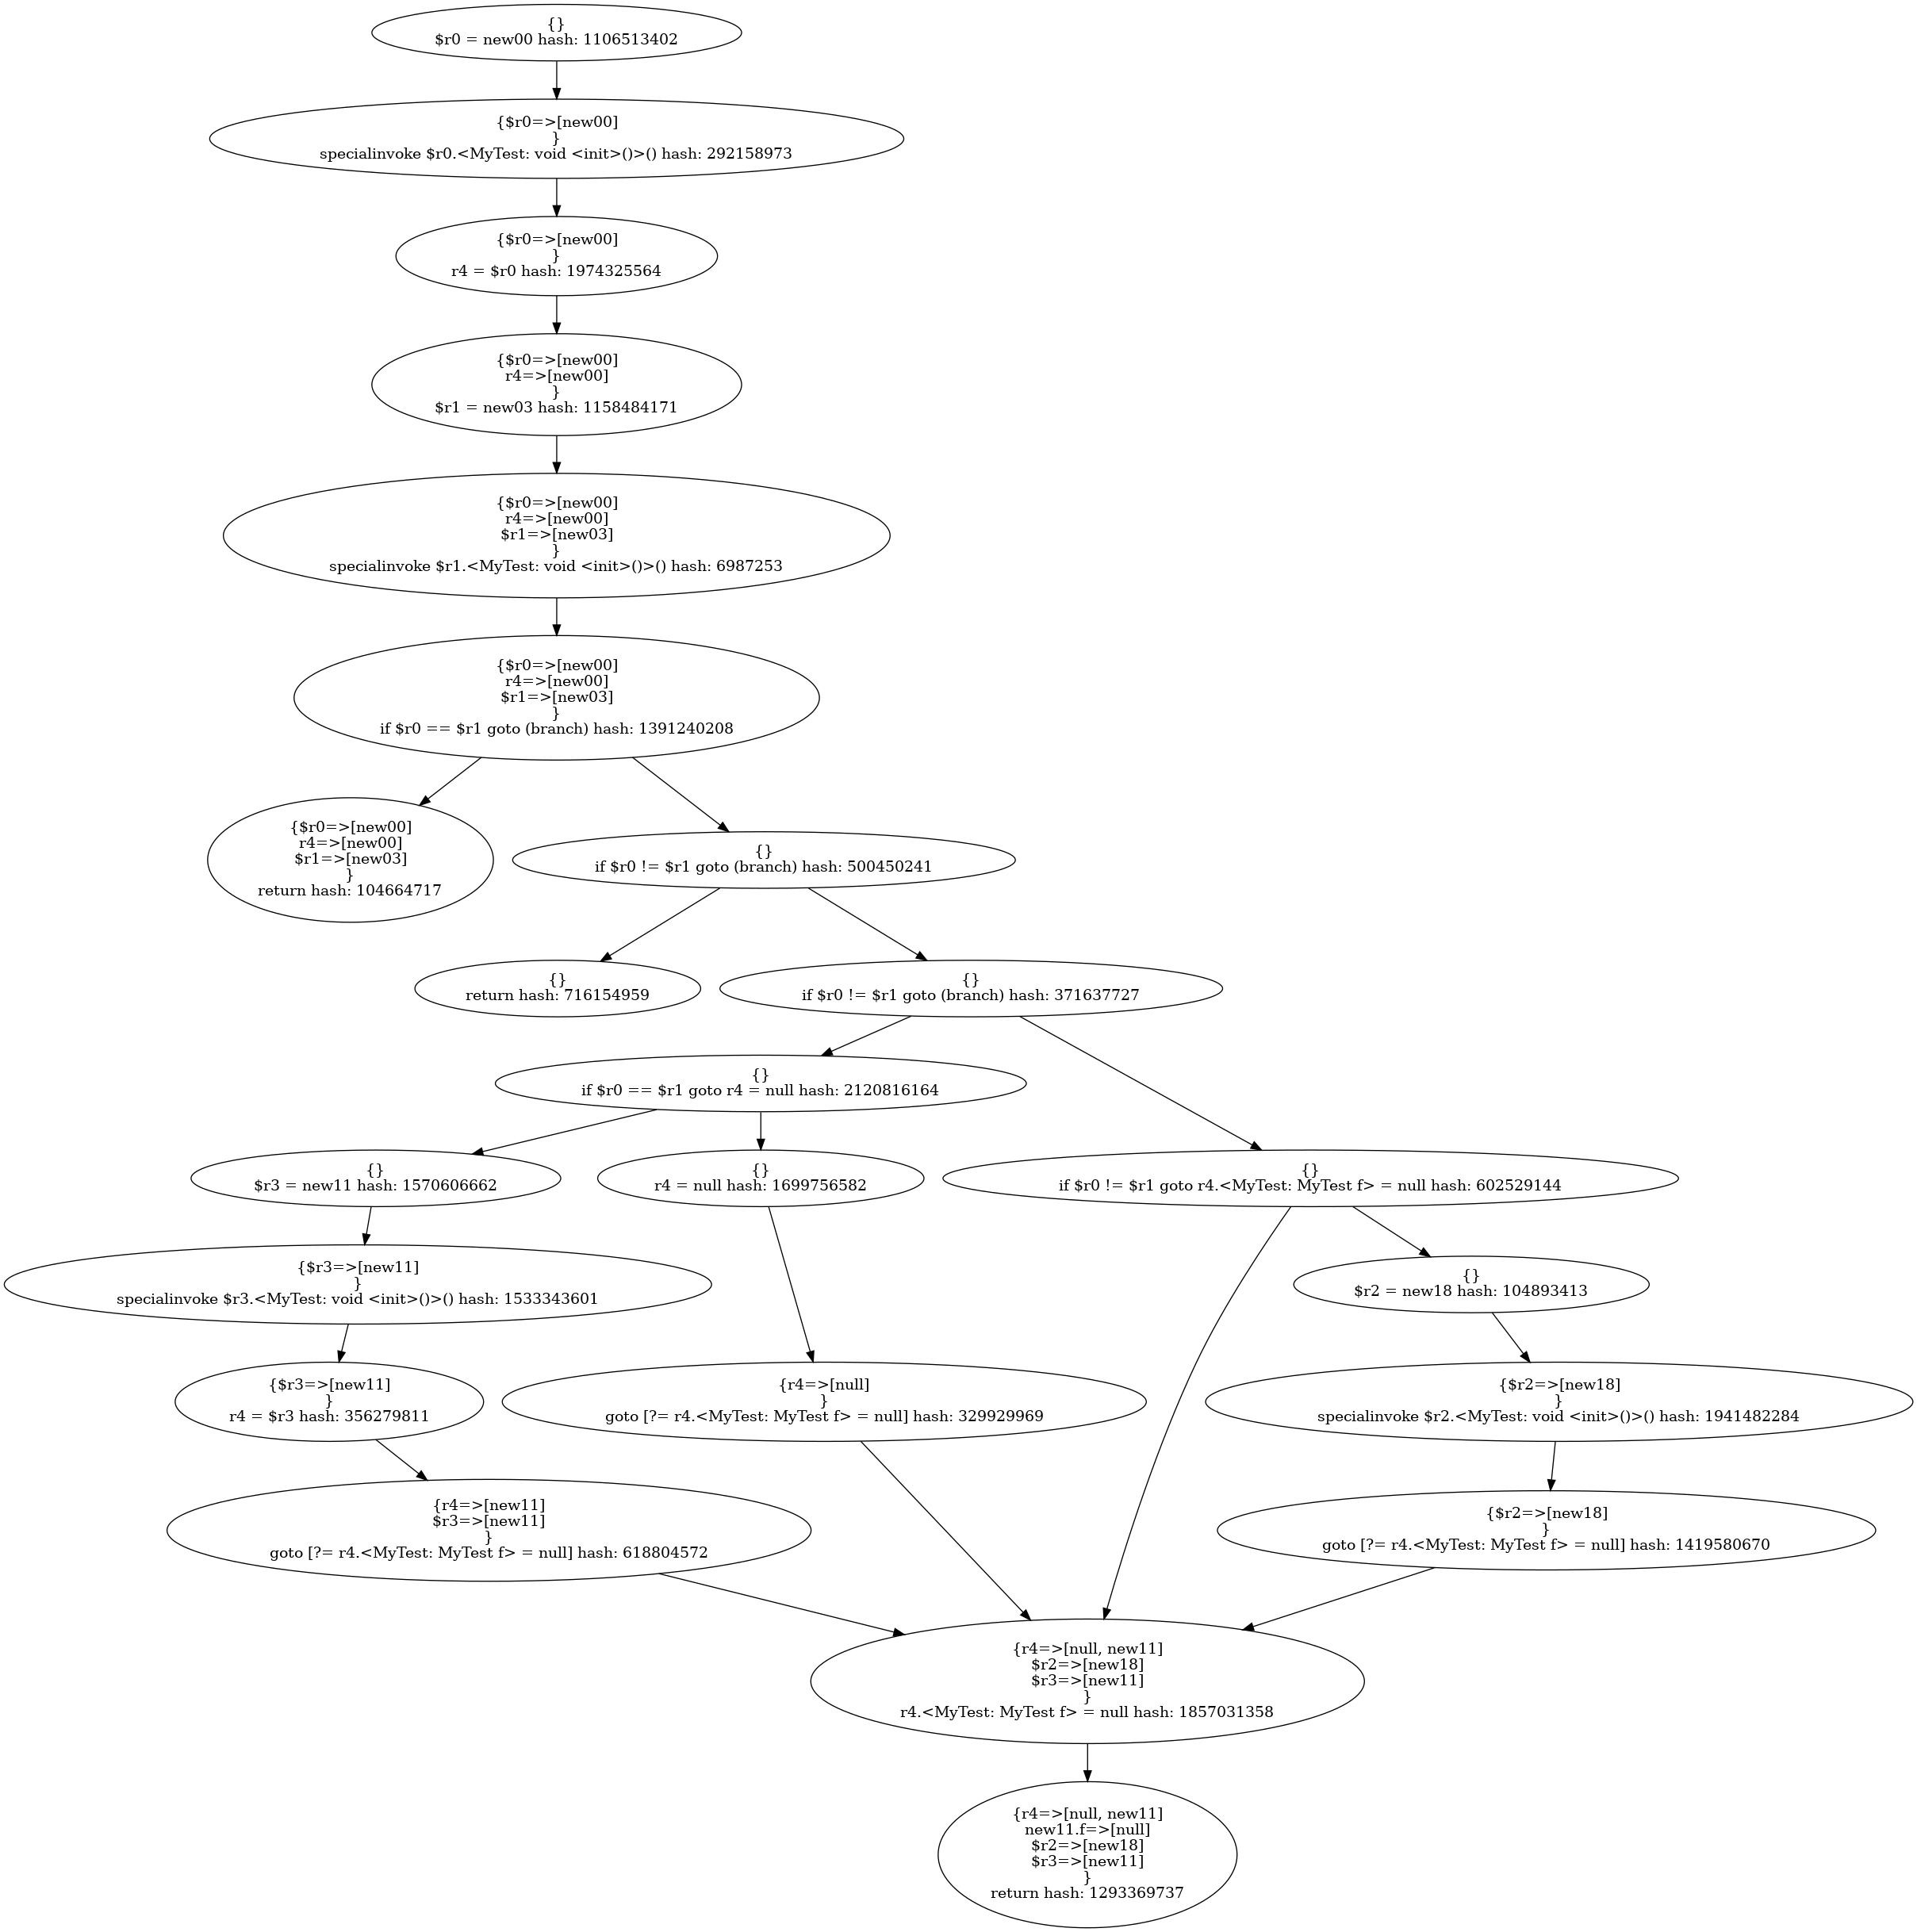 {}
$r0 = new00 hash: 1106513402
{$r0=>[new00]
}
specialinvoke $r0.<MyTest: void <init>()>() hash: 292158973
{$r0=>[new00]
}
r4 = $r0 hash: 1974325564
{$r0=>[new00]
r4=>[new00]
}
$r1 = new03 hash: 1158484171
{$r0=>[new00]
r4=>[new00]
$r1=>[new03]
}
specialinvoke $r1.<MyTest: void <init>()>() hash: 6987253
{$r0=>[new00]
r4=>[new00]
$r1=>[new03]
}
if $r0 == $r1 goto (branch) hash: 1391240208
{$r0=>[new00]
r4=>[new00]
$r1=>[new03]
}
return hash: 104664717
{}
if $r0 != $r1 goto (branch) hash: 500450241
{}
return hash: 716154959
{}
if $r0 != $r1 goto (branch) hash: 371637727
{}
if $r0 == $r1 goto r4 = null hash: 2120816164
{}
$r3 = new11 hash: 1570606662
{}
r4 = null hash: 1699756582
{}
if $r0 != $r1 goto r4.<MyTest: MyTest f> = null hash: 602529144
{$r3=>[new11]
}
specialinvoke $r3.<MyTest: void <init>()>() hash: 1533343601
{}
$r2 = new18 hash: 104893413
{$r3=>[new11]
}
r4 = $r3 hash: 356279811
{r4=>[null]
}
goto [?= r4.<MyTest: MyTest f> = null] hash: 329929969
{$r2=>[new18]
}
specialinvoke $r2.<MyTest: void <init>()>() hash: 1941482284
{r4=>[new11]
$r3=>[new11]
}
goto [?= r4.<MyTest: MyTest f> = null] hash: 618804572
{$r2=>[new18]
}
goto [?= r4.<MyTest: MyTest f> = null] hash: 1419580670
{r4=>[null, new11]
$r2=>[new18]
$r3=>[new11]
}
r4.<MyTest: MyTest f> = null hash: 1857031358
{r4=>[null, new11]
new11.f=>[null]
$r2=>[new18]
$r3=>[new11]
}
return hash: 1293369737